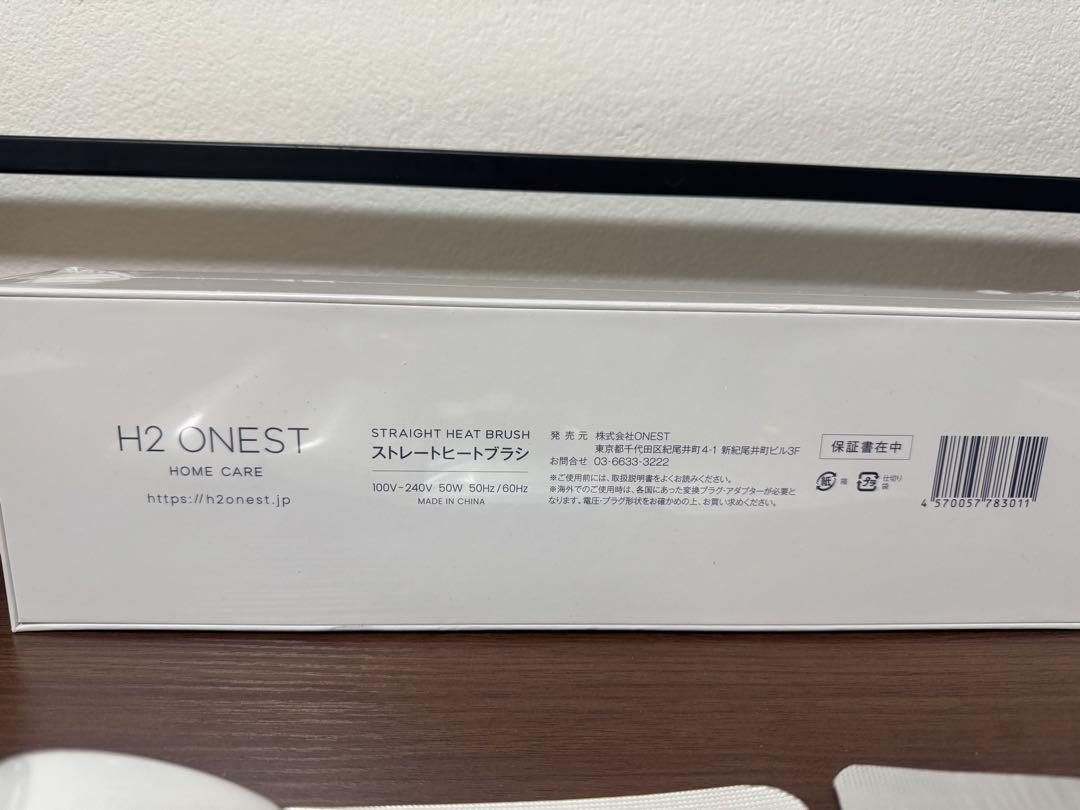 H2 ONEST
HOME CARE
https://h2onest.jp
STRAIGHT HEAT BRUSH
ストレートヒートブラシ
100V~240V 50W 50Hz/60Hz
MADE IN CHINA
発売元 株式会社ONEST
東京都千代田区紀尾井町4-1 新紀尾井町ビル3F
お問合せ 03-6633-3222
※ご使用前には、取扱説明書をよくお読みください。
※海外でのご使用時は、各国にあった変換プラグ・アダプターが必要と
なります。電圧・プラグ形状をお確かめの上、お買い求めください。
保証書在中
紙 箱
プラ 仕切り
袋
4 570057 783011